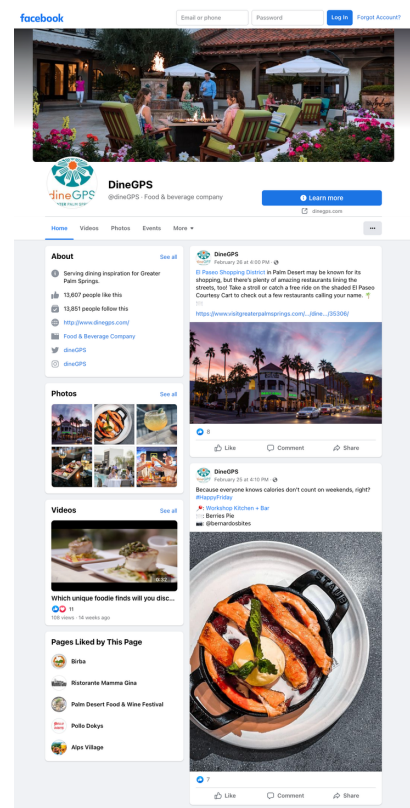 facebook
Email or phone
Password
Log In
Forgot Account?
dineGPS
DineGPS
@dineGPS · Food & beverage company
Learn more
dinegps.com
Home
Videos
Photos
Events
More
About
See all
Serving dining inspiration for Greater
Palm Springs.
13,607 people like this
13,851 people follow this
http://www.dinegps.com/
Food & Beverage Company
dineGPS
dineGPS
Photos
See all
Videos
See all
0:32
Which unique foodie finds will you disc...
11
109 views · 14 weeks ago
Pages Liked by This Page
Birba
Ristorante Mamma Gina
Palm Desert Food & Wine Festival
Pollo Dokys
Alps Village
DineGPS
February 26 at 4:00 PM ·
El Paseo Shopping District in Palm Desert may be known for its
shopping, but there's plenty of amazing restaurants lining the
streets, too! Take a stroll or catch a free ride on the shaded El Paseo
Courtesy Cart to check out a few restaurants calling your name.
https://www.visitgreaterpalmsprings.com/.../dine.../35306/
8
Like
Comment
Share
DineGPS
February 25 at 4:10 PM ·
Because everyone knows calories don't count on weekends, right?
#HappyFriday
: Workshop Kitchen + Bar
: Berries Pie
: @bernardosbites
STAUB
7
Like
Comment
Share